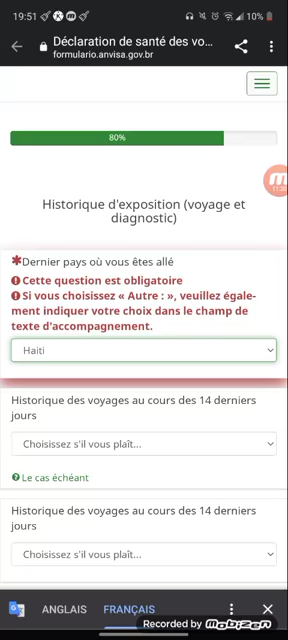 19:51
10%
Déclaration de santé des vo...
formulario.anvisa.gov.br
80%
Historique d'exposition (voyage et
diagnostic)
✱Dernier pays où vous êtes allé
Cette question est obligatoire
Si vous choisissez « Autre : », veuillez égale-
ment indiquer votre choix dans le champ de
texte d'accompagnement.
Haiti
Historique des voyages au cours des 14 derniers
jours
Choisissez s'il vous plaît...
Le cas échéant
Historique des voyages au cours des 14 derniers
jours
Choisissez s'il vous plaît...
ANGLAIS FRANÇAIS
Recorded by Mobizen